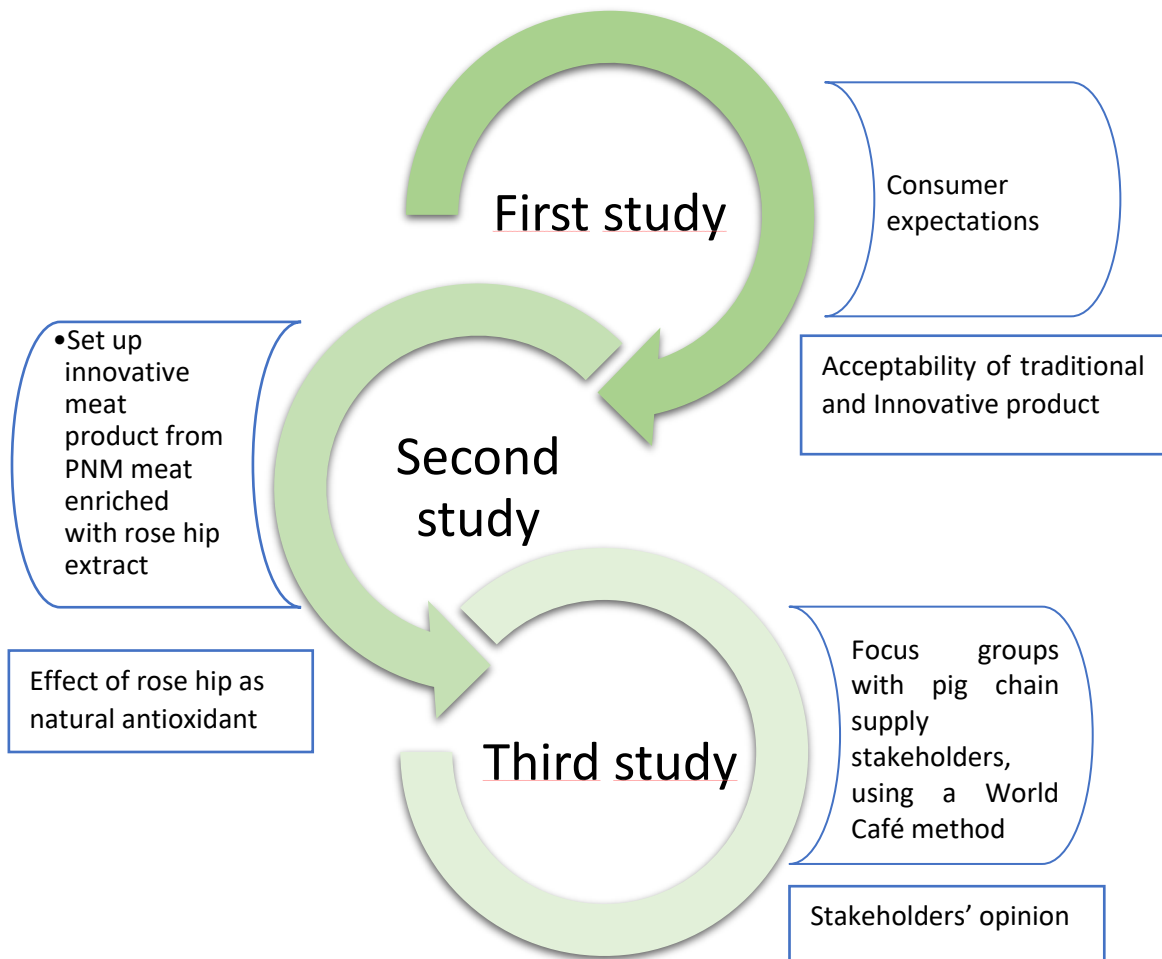 First study
Consumer
expectations
Acceptability of traditional
and Innovative product
Second
study
•Set up
innovative
meat
product from
PNM meat
enriched
with rose hip
extract
Effect of rose hip as
natural antioxidant
Third study
Focus groups
with pig chain
supply
stakeholders,
using a World
Café method
Stakeholders’ opinion